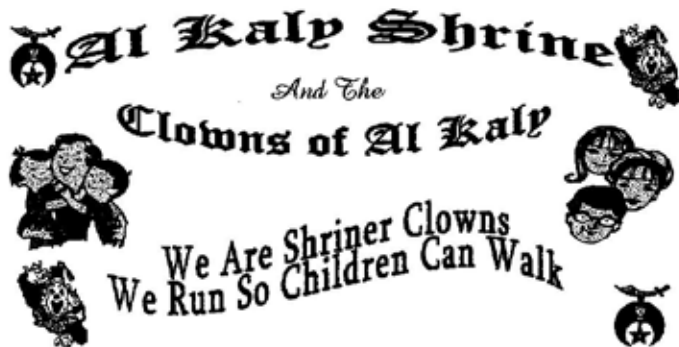 Al Kaly Shrine
And The
Clowns of Al Kaly
We Are Shriner Clowns
We Run So Children Can Walk